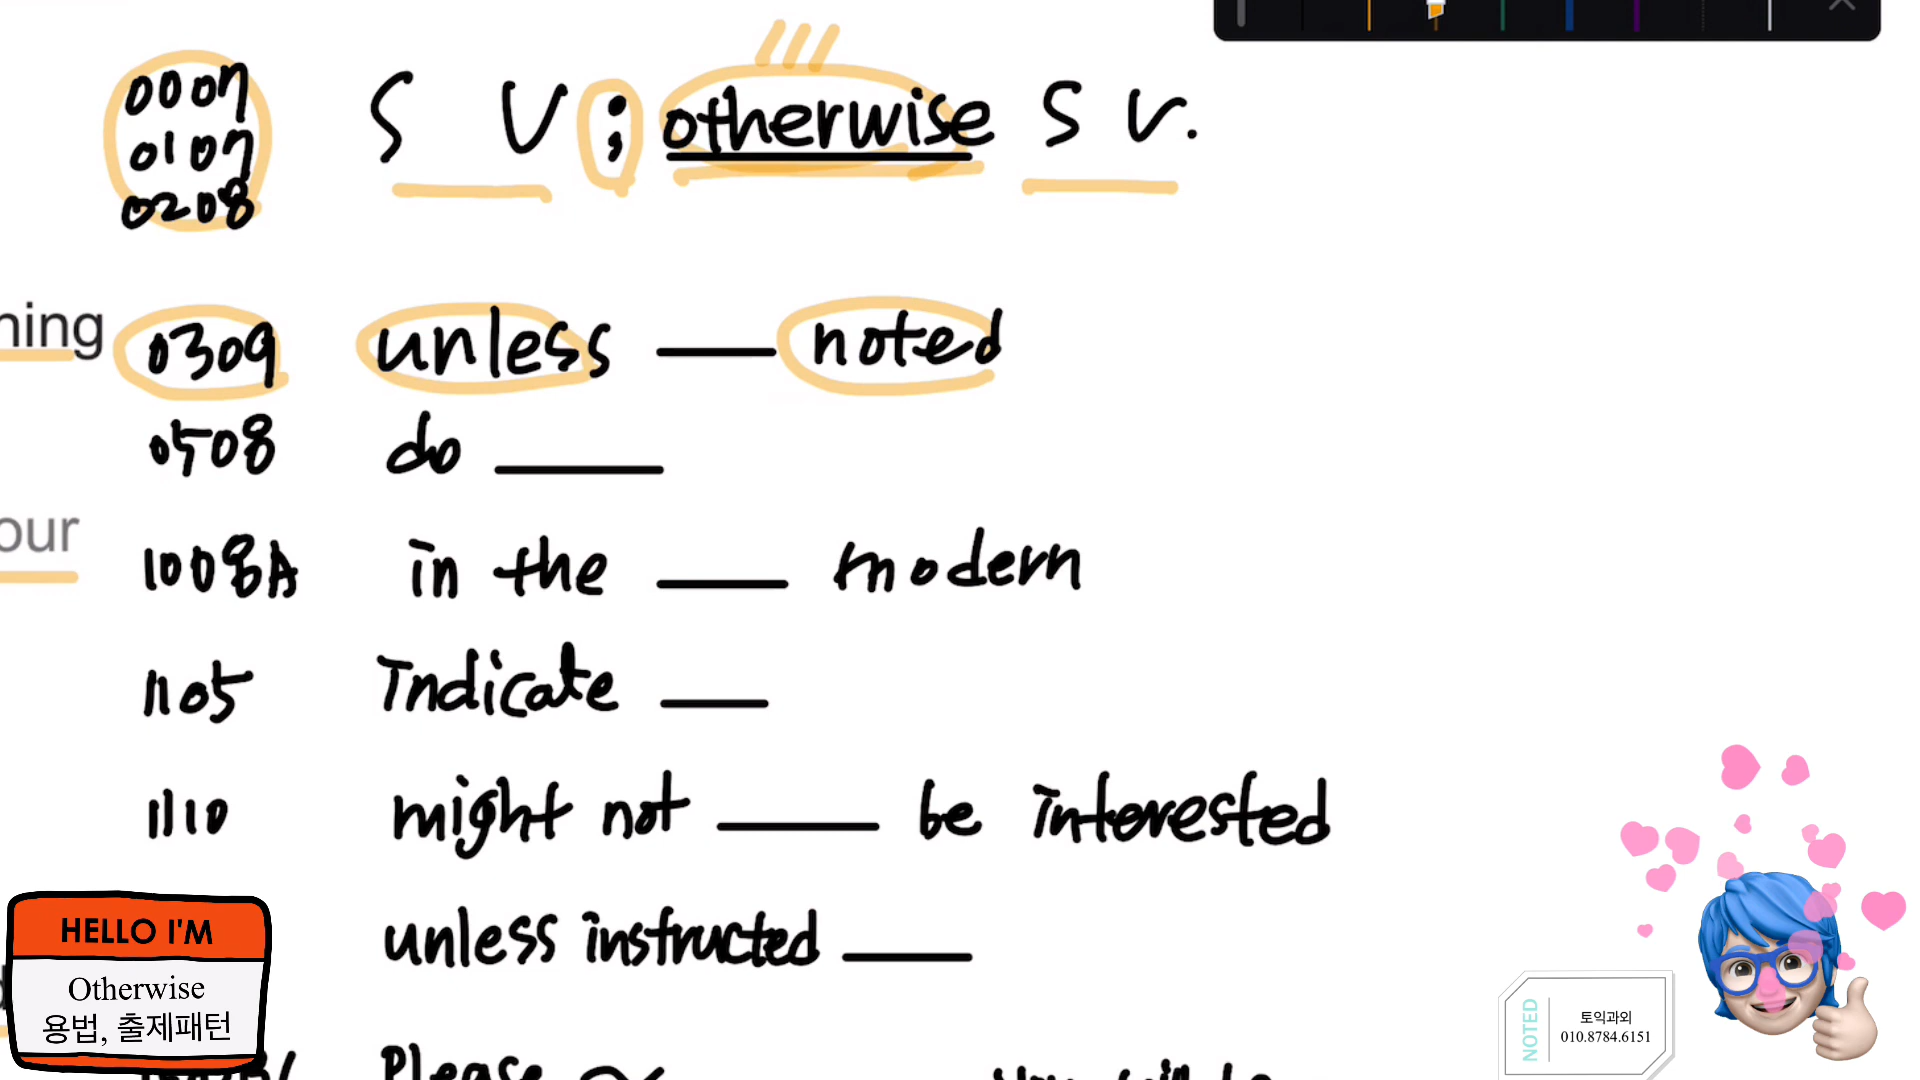 0007
0107
0208
S V ; otherwise S V.
ning
0309 unless ___ noted
0508 do ___
our
1008A in the ___ modern
1105 Indicate ___
1110 might not ___ be interested
unless instructed ___
Please
HELLO I'M
Otherwise
용법, 출제패턴
NOTED
토익과외
010.8784.6151